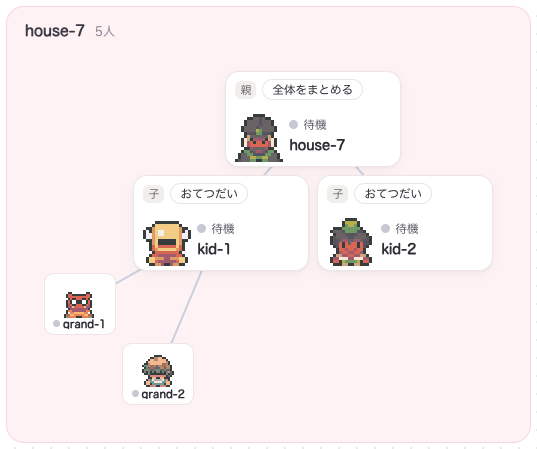 house-7 5人
親 全体をまとめる
待機
house-7
子 おてつだい
待機
kid-1
子 おてつだい
待機
kid-2
grand-1
grand-2